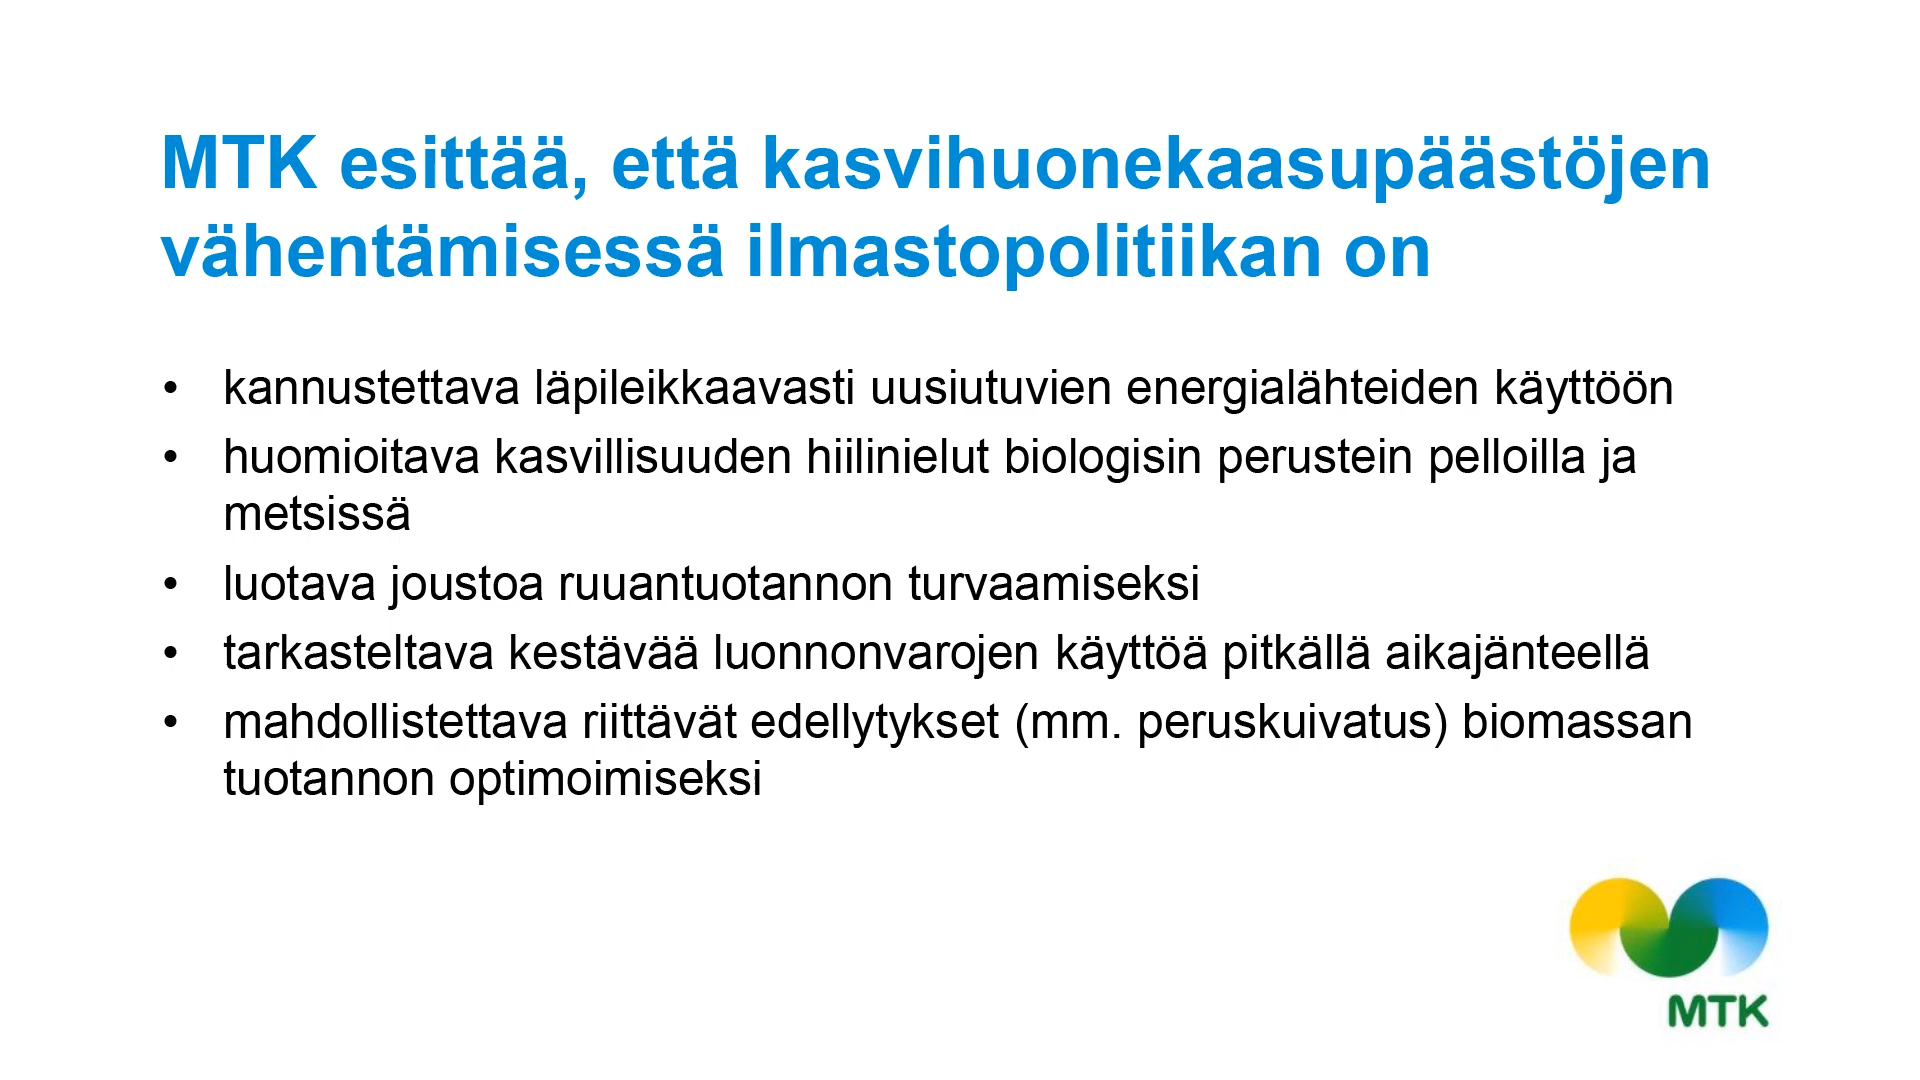 MTK esittää, että kasvihuonekaasupäästöjen
vähentämisessä ilmastopolitiikan on
• kannustettava läpileikkaavasti uusiutuvien energialähteiden käyttöön
• huomioitava kasvillisuuden hiilinielut biologisin perustein pelloilla ja
metsissä
• luotava joustoa ruuantuotannon turvaamiseksi
• tarkasteltava kestävää luonnonvarojen käyttöä pitkällä aikajänteellä
• mahdollistettava riittävät edellytykset (mm. peruskuivatus) biomassan
tuotannon optimoimiseksi
MTK